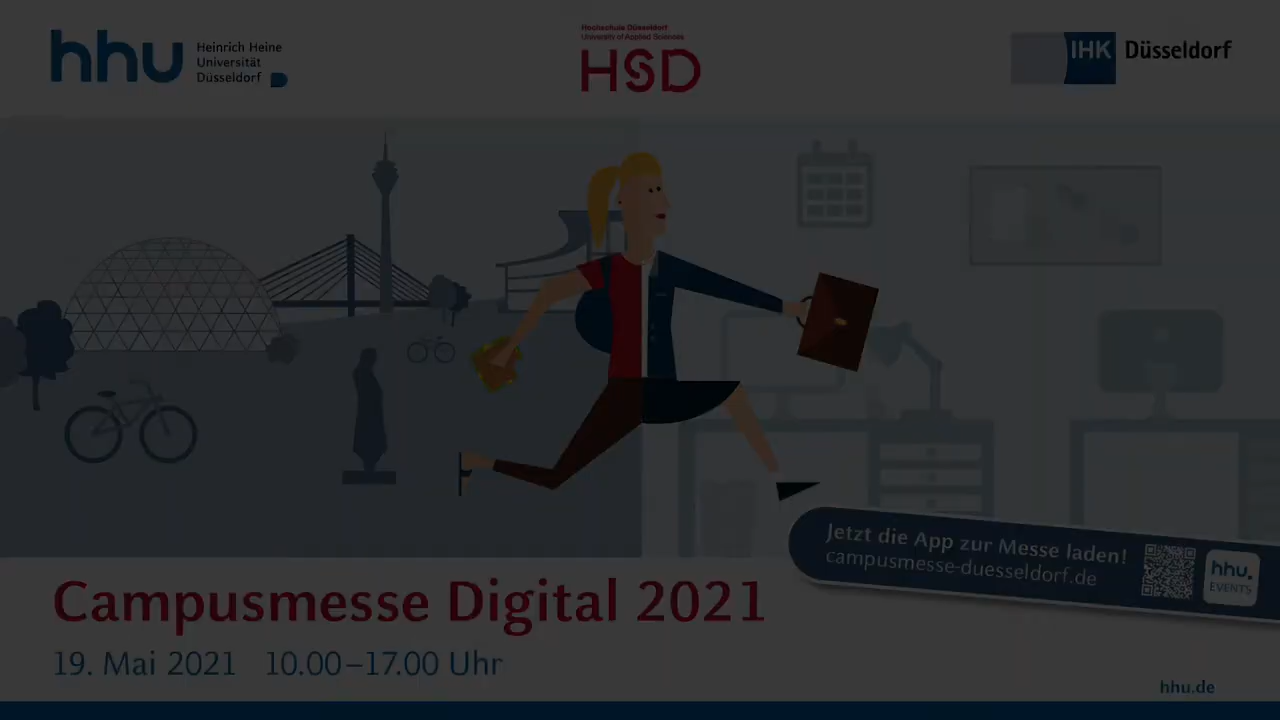 hhu
Heinrich Heine
Universität
Düsseldorf
Hochschule Düsseldorf
University of Applied Sciences
HSD
IHK Düsseldorf
Jetzt die App zur Messe laden!
campusmesse-duesseldorf.de
hhu.
EVENTS
Campusmesse Digital 2021
19. Mai 2021 10.00–17.00 Uhr
hhu.de